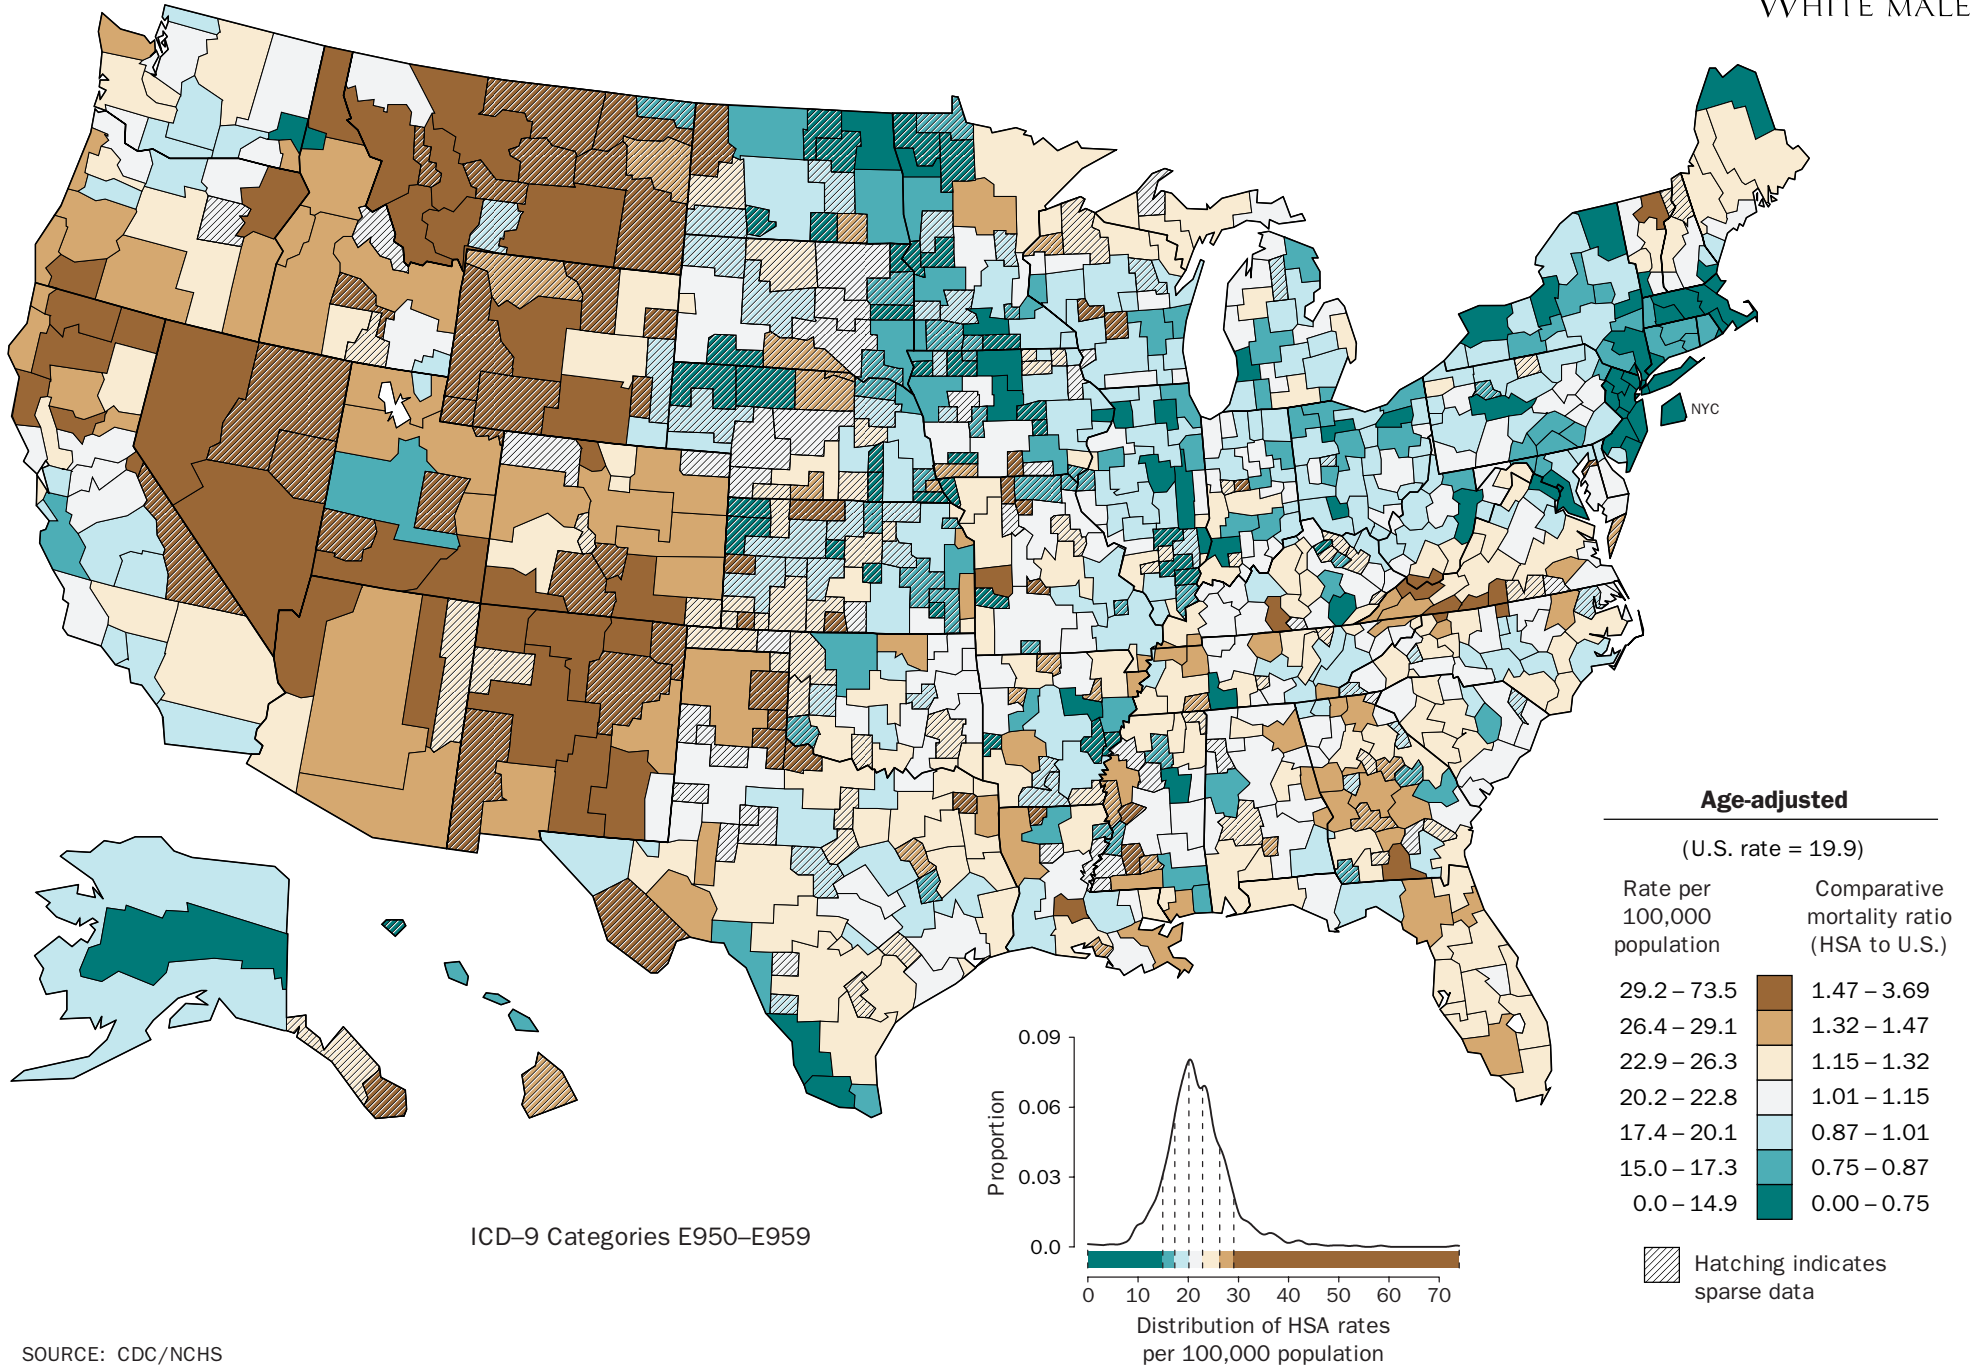 WHITE MALE
NYC
Age-adjusted
(U.S. rate = 19.9)
Rate per
100,000
population
Comparative
mortality ratio
(HSA to U.S.)
29.2 – 73.5 1.47 – 3.69
26.4 – 29.1 1.32 – 1.47
22.9 – 26.3 1.15 – 1.32
20.2 – 22.8 1.01 – 1.15
17.4 – 20.1 0.87 – 1.01
15.0 – 17.3 0.75 – 0.87
0.0 – 14.9 0.00 – 0.75
Hatching indicates
sparse data
0.09
0.06
0.03
0.0
Proportion
0 10 20 30 40 50 60 70
Distribution of HSA rates
per 100,000 population
ICD–9 Categories E950–E959
SOURCE: CDC/NCHS